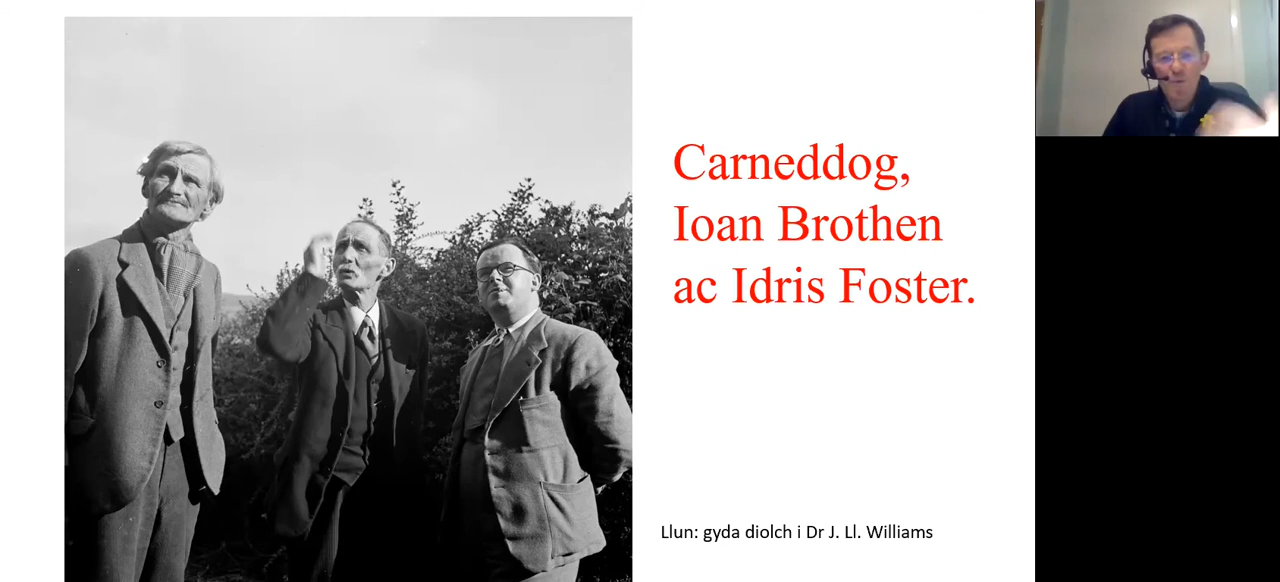 Carneddog,
Ioan Brothen
ac Idris Foster.
Llun: gyda diolch i Dr J. Ll. Williams